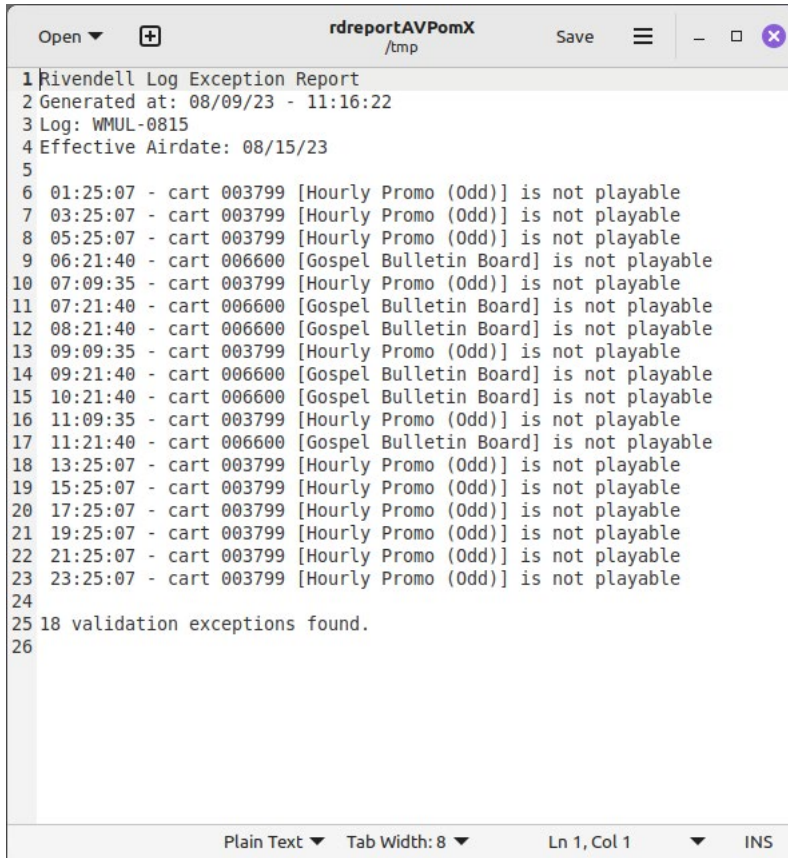 Open rdreportAVPomX Save
/tmp
1 Rivendell Log Exception Report
2 Generated at: 08/09/23 - 11:16:22
3 Log: WMUL-0815
4 Effective Airdate: 08/15/23
5
6 01:25:07 - cart 003799 [Hourly Promo (Odd)] is not playable
7 03:25:07 - cart 003799 [Hourly Promo (Odd)] is not playable
8 05:25:07 - cart 003799 [Hourly Promo (Odd)] is not playable
9 06:21:40 - cart 006600 [Gospel Bulletin Board] is not playable
10 07:09:35 - cart 003799 [Hourly Promo (Odd)] is not playable
11 07:21:40 - cart 006600 [Gospel Bulletin Board] is not playable
12 08:21:40 - cart 006600 [Gospel Bulletin Board] is not playable
13 09:09:35 - cart 003799 [Hourly Promo (Odd)] is not playable
14 09:21:40 - cart 006600 [Gospel Bulletin Board] is not playable
15 10:21:40 - cart 006600 [Gospel Bulletin Board] is not playable
16 11:09:35 - cart 003799 [Hourly Promo (Odd)] is not playable
17 11:21:40 - cart 006600 [Gospel Bulletin Board] is not playable
18 13:25:07 - cart 003799 [Hourly Promo (Odd)] is not playable
19 15:25:07 - cart 003799 [Hourly Promo (Odd)] is not playable
20 17:25:07 - cart 003799 [Hourly Promo (Odd)] is not playable
21 19:25:07 - cart 003799 [Hourly Promo (Odd)] is not playable
22 21:25:07 - cart 003799 [Hourly Promo (Odd)] is not playable
23 23:25:07 - cart 003799 [Hourly Promo (Odd)] is not playable
24
25 18 validation exceptions found.
26
Plain Text Tab Width: 8 Ln 1, Col 1 INS